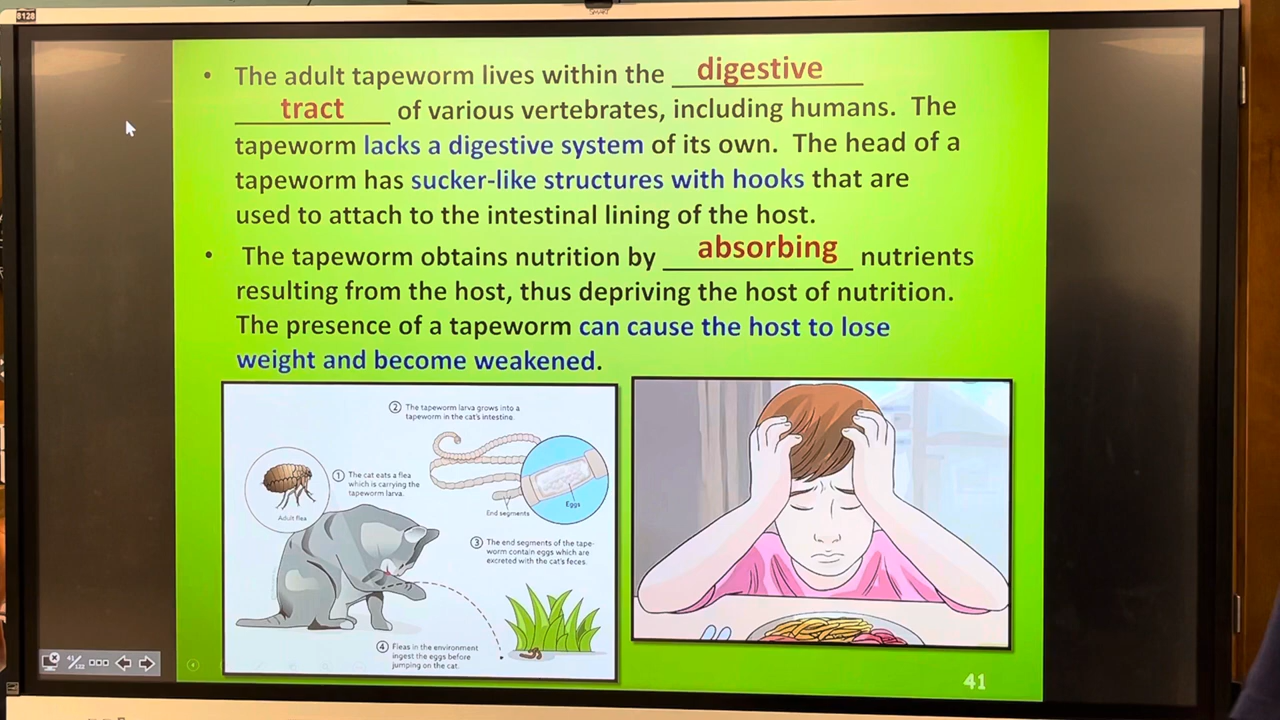 8128
SMART
• The adult tapeworm lives within the digestive
tract of various vertebrates, including humans. The
tapeworm lacks a digestive system of its own. The head of a
tapeworm has sucker-like structures with hooks that are
used to attach to the intestinal lining of the host.
• The tapeworm obtains nutrition by absorbing nutrients
resulting from the host, thus depriving the host of nutrition.
The presence of a tapeworm can cause the host to lose
weight and become weakened.
2 The tapeworm larva grows into a
tapeworm in the cat's intestine.
1 The cat eats a flea
which is carrying the
tapeworm larva.
Adult flea
End segments
Eggs
3 The end segments of the tape-
worm contain eggs which are
excreted with the cat's feces.
4 Fleas in the environment
ingest the eggs before
jumping on the cat.
41